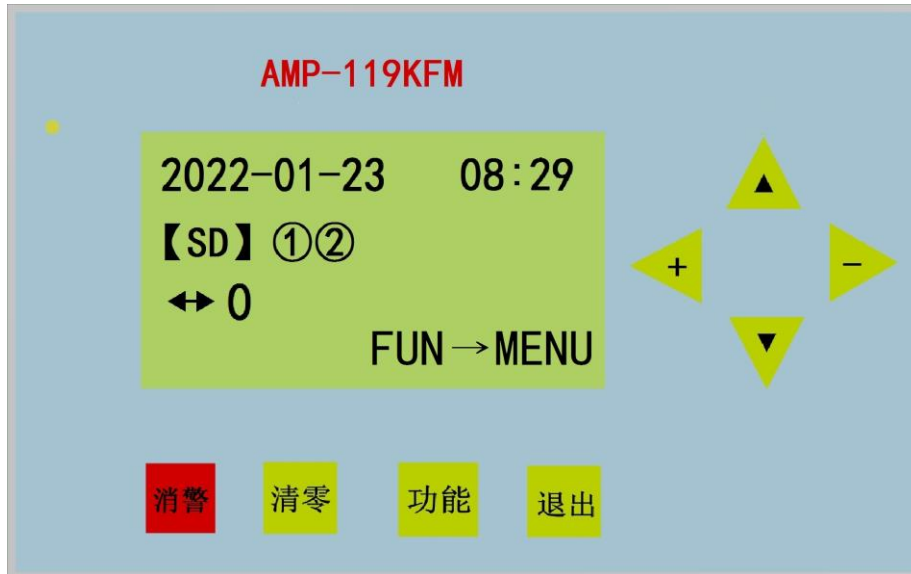 AMP-119KFM
2022-01-23 08:29
【SD】①②
↔ 0
FUN→MENU
▲
+ −
▼
消警 清零 功能 退出